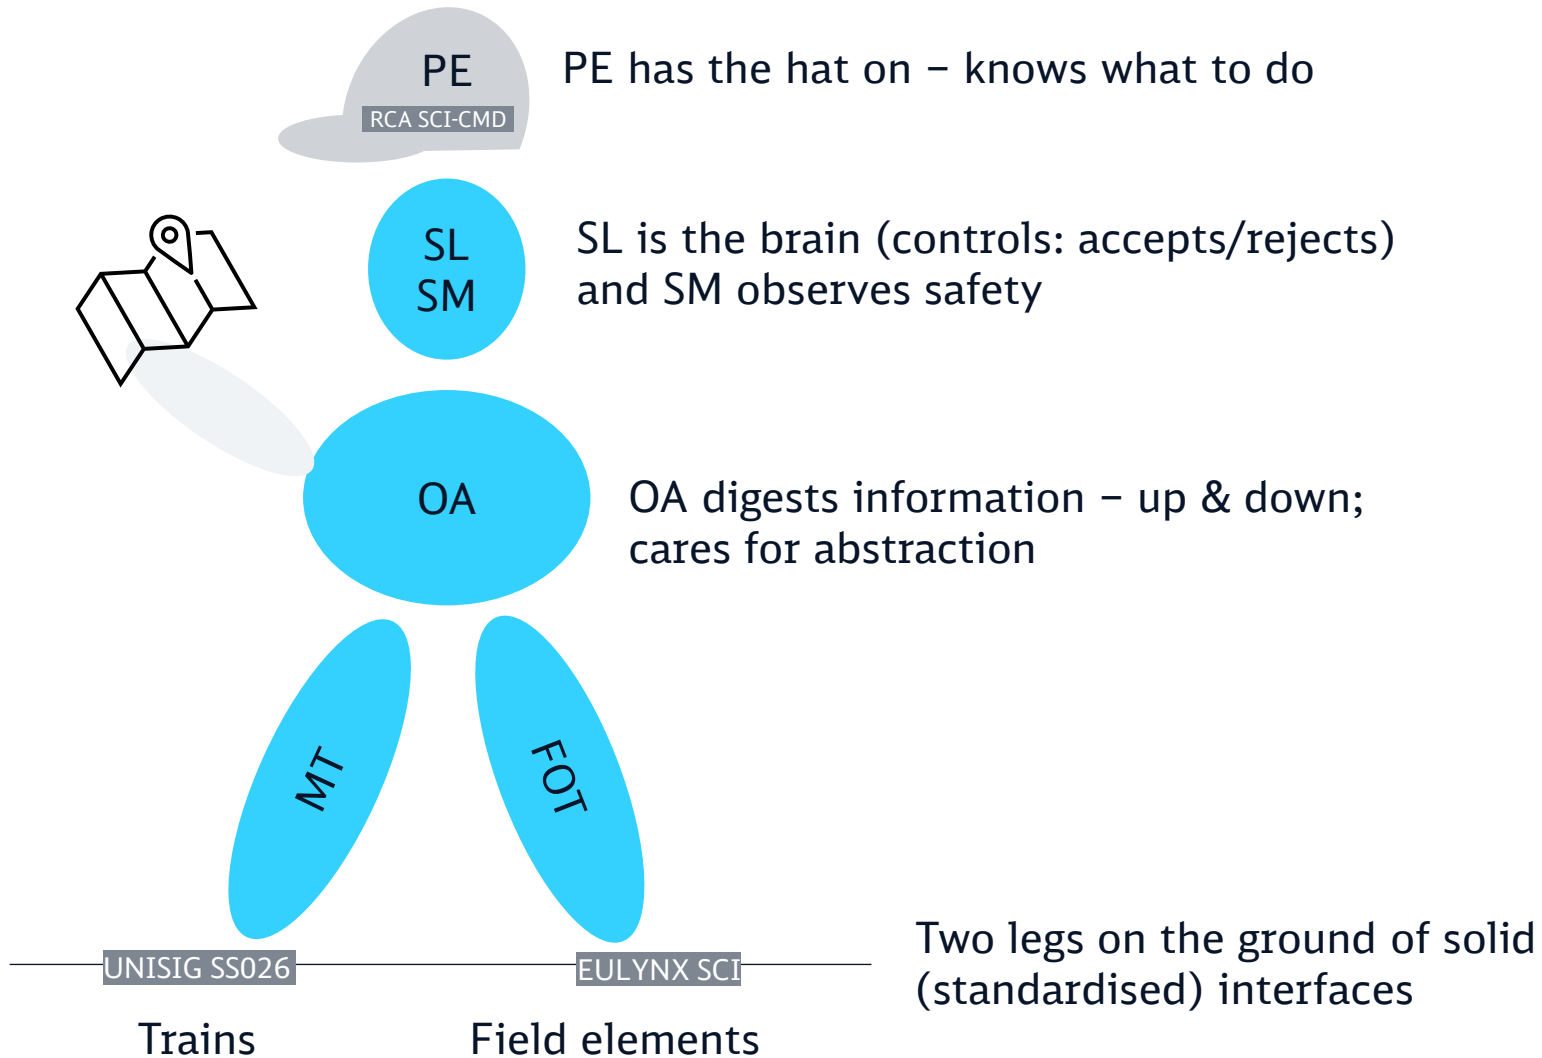 PE
RCA SCI-CMD
PE has the hat on – knows what to do
SL
SM
SL is the brain (controls: accepts/rejects)
and SM observes safety
OA
OA digests information – up & down;
cares for abstraction
MT
FOT
UNISIG SS026
EULYNX SCI
Two legs on the ground of solid
(standardised) interfaces
Trains
Field elements